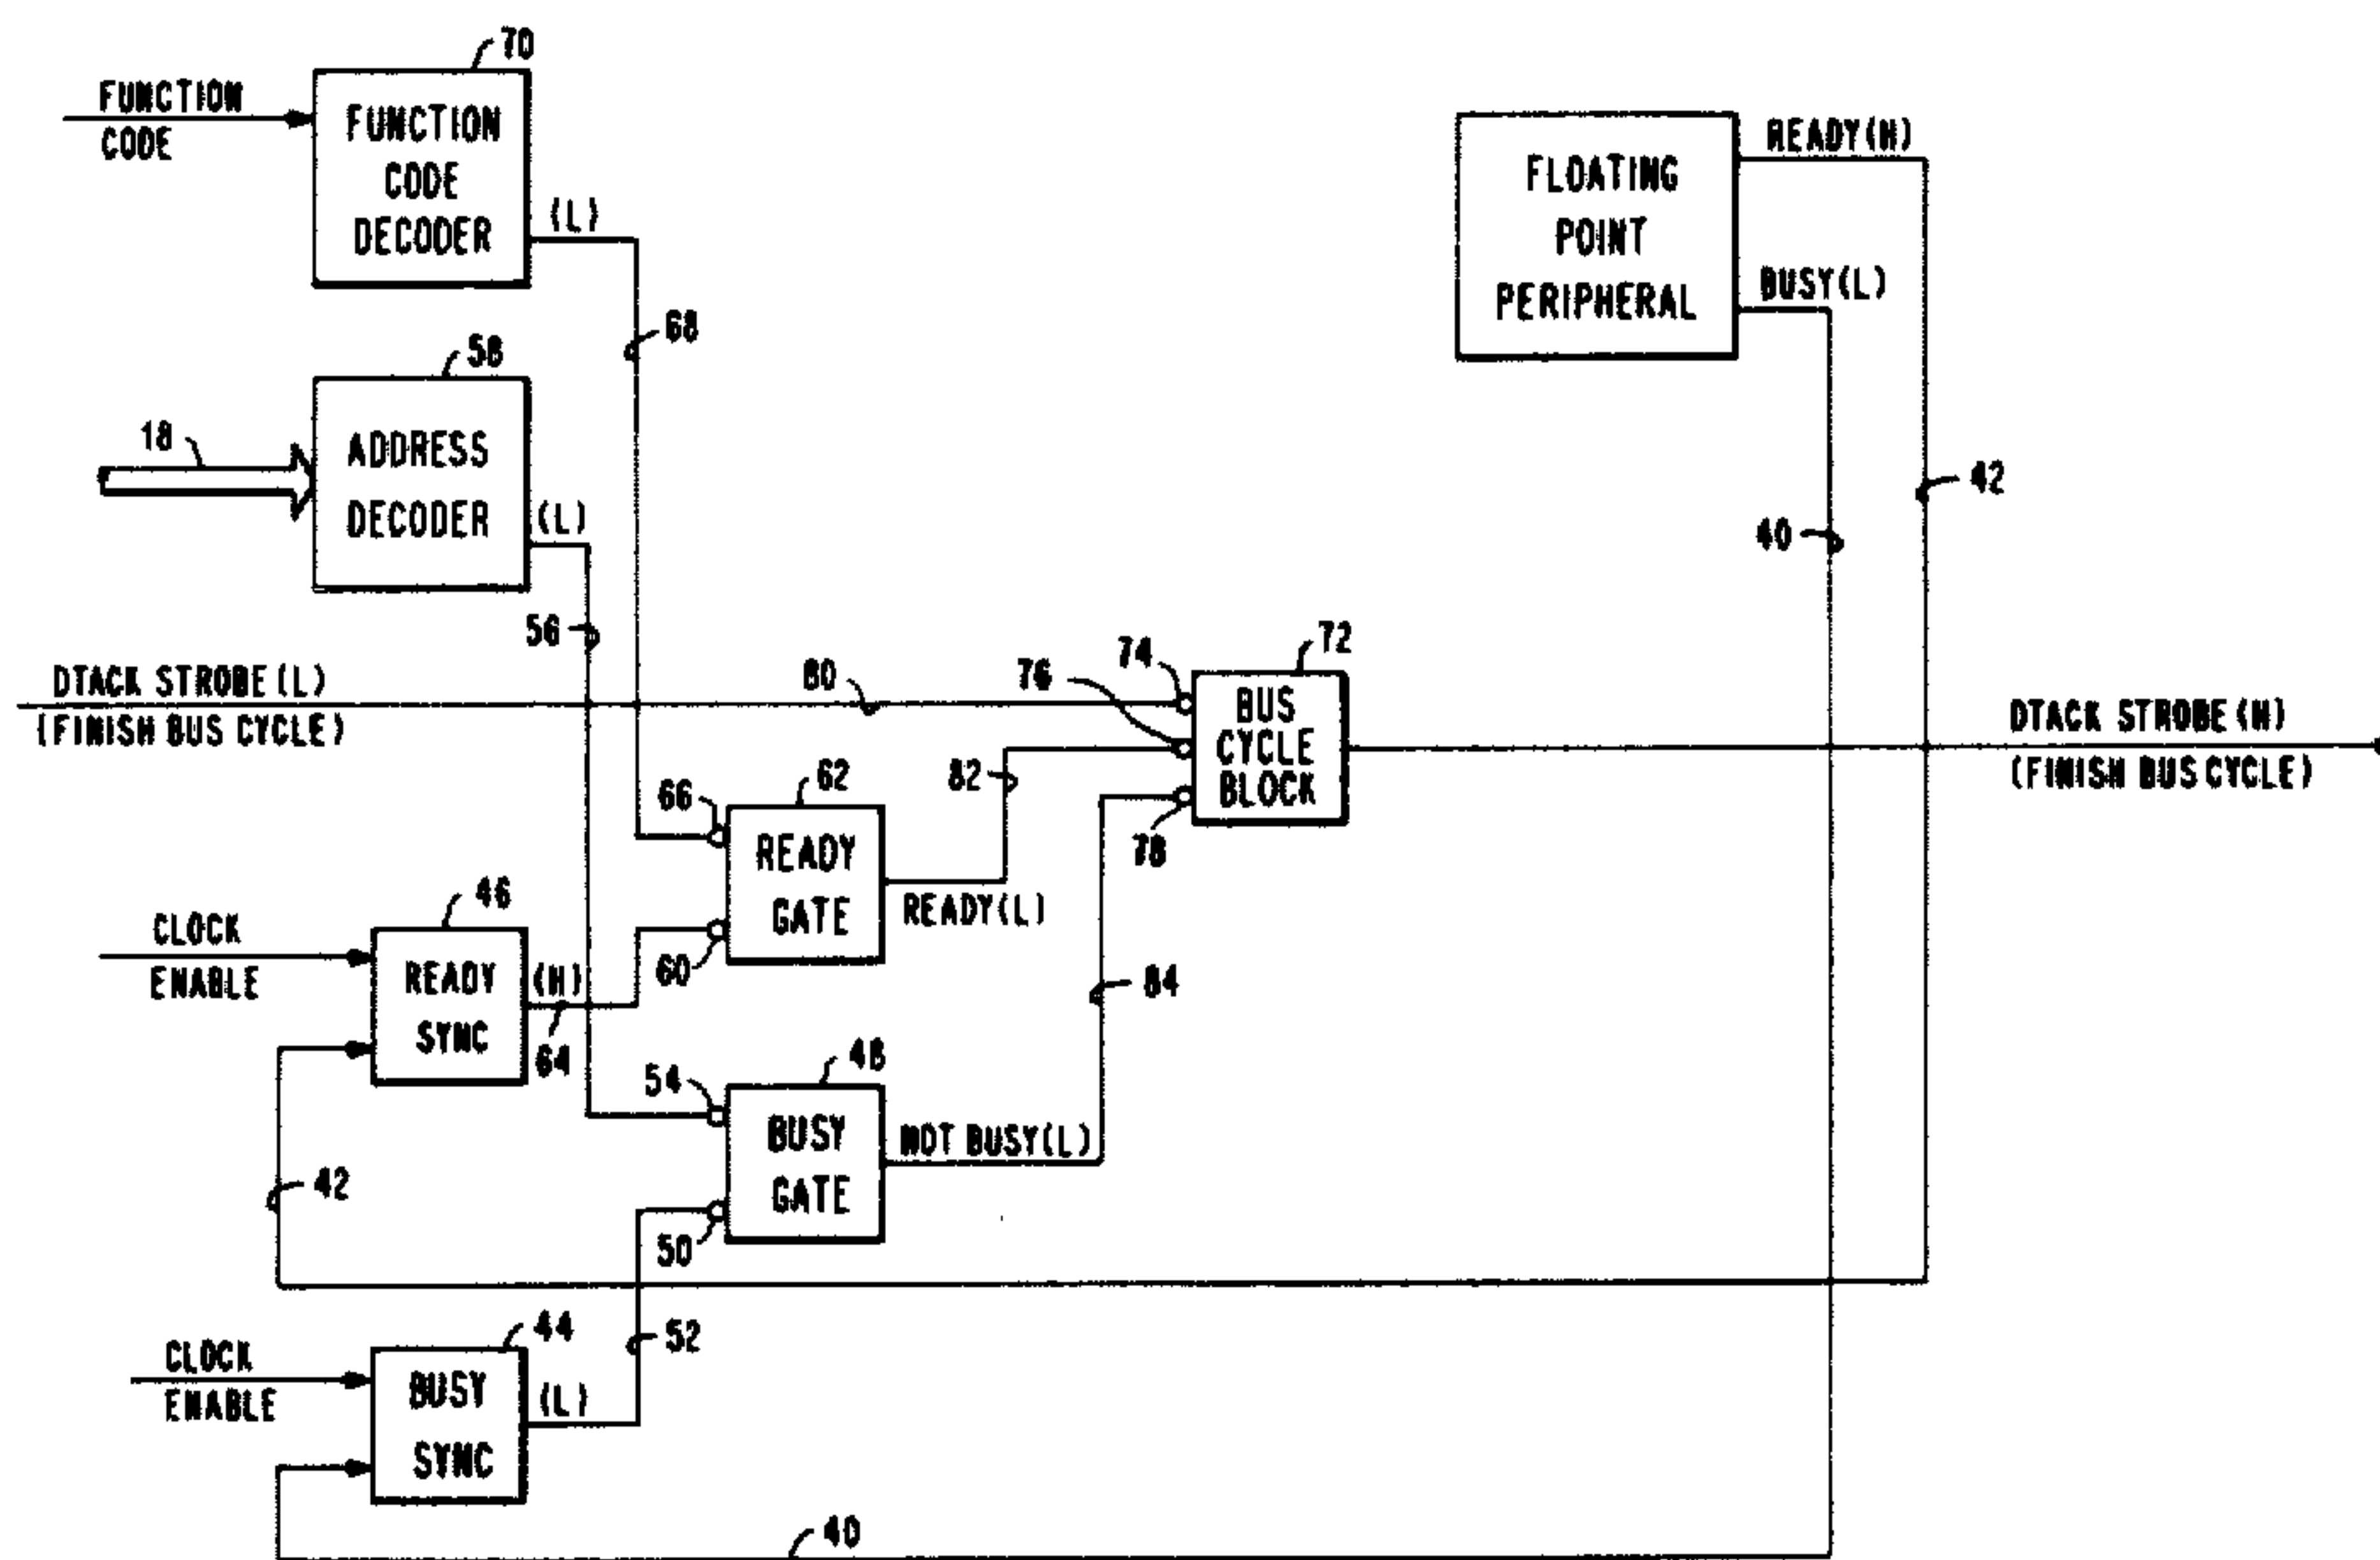 70
FUNCTION
CODE
FUNCTION
CODE
DECODER
(L)
68
58
18
ADDRESS
DECODER
(L)
56
FLOATING
POINT
PERIPHERAL
READY(H)
BUSY(L)
42
40
DTACK STROBE(L)
(FINISH BUS CYCLE)
80
74
76
72
BUS
CYCLE
BLOCK
78
DTACK STROBE(H)
(FINISH BUS CYCLE)
82
66
62
READY
GATE
60
READY(L)
46
CLOCK
ENABLE
READY
SYNC
(H)
64
84
54
48
BUSY
GATE
50
NOT BUSY(L)
42
44
52
CLOCK
ENABLE
BUSY
SYNC
(L)
40